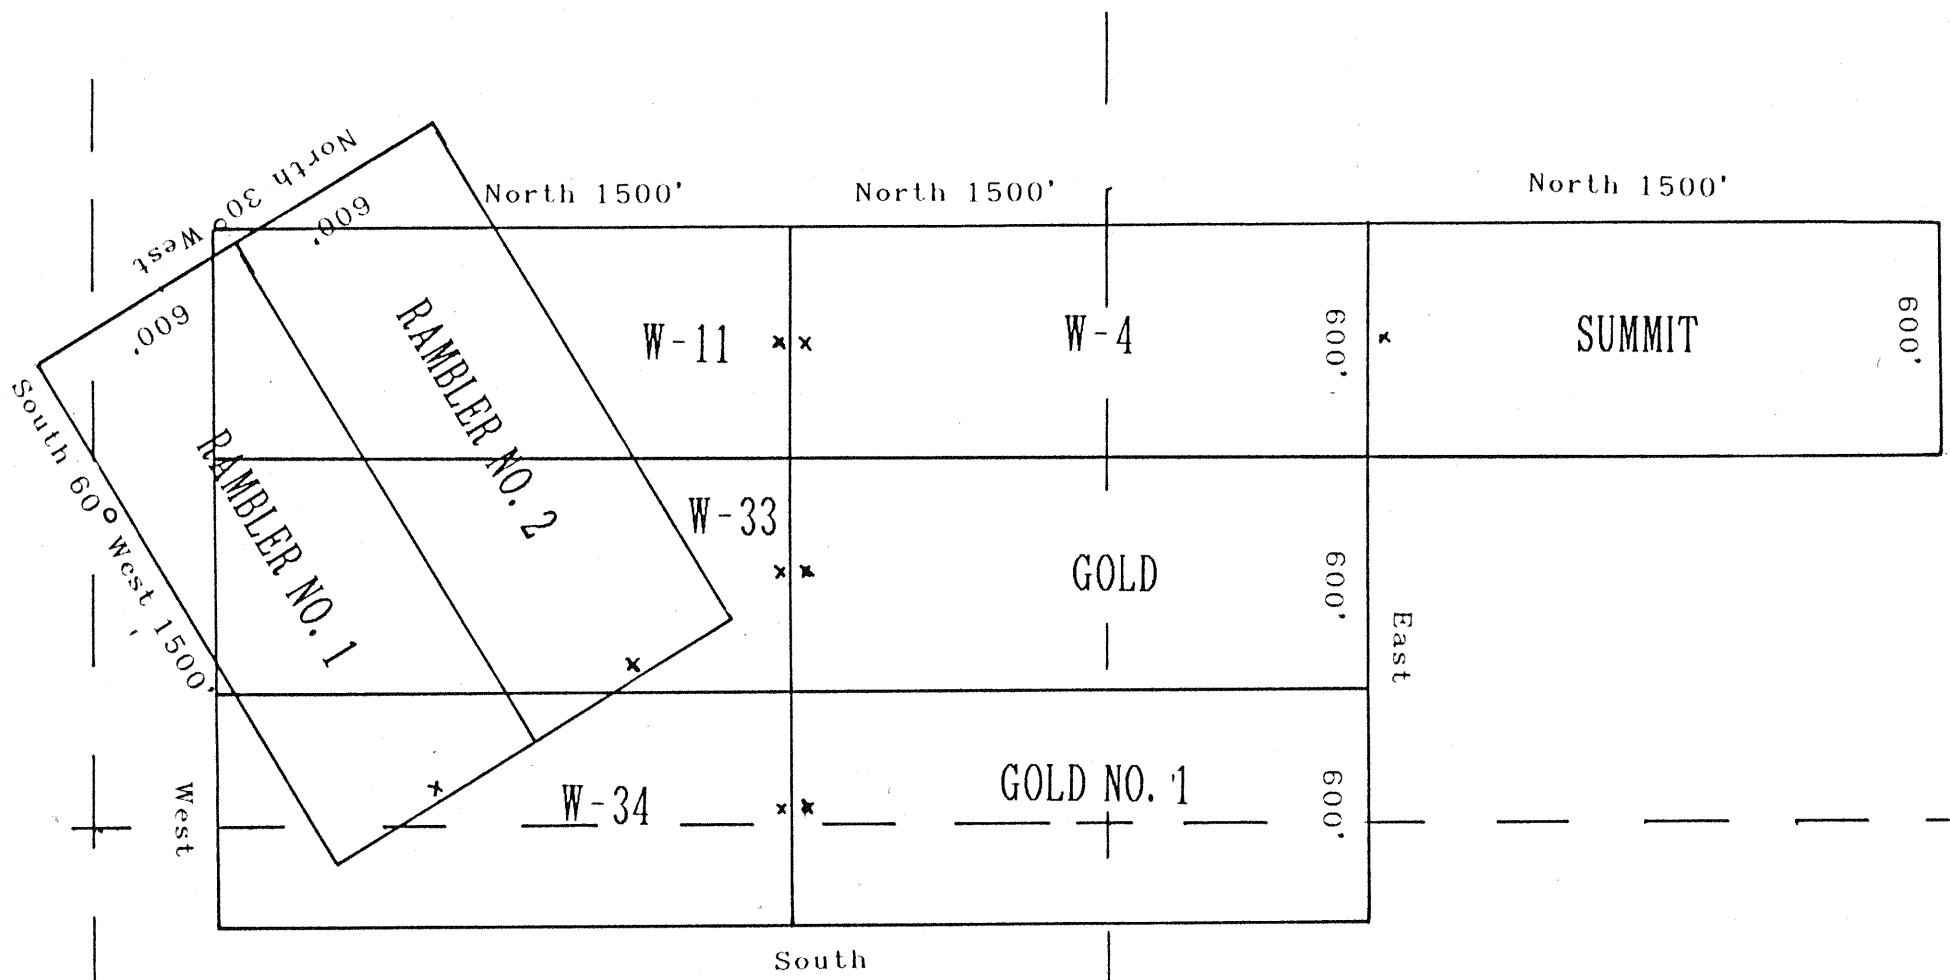 North 30° West
600'
600'
North 1500'
North 1500'
North 1500'
South 60° West 1500'
RAMBLER NO. 1
RAMBLER NO. 2
W-11
W-4
600'
SUMMIT
600'
W-33
GOLD
600'
East
W-34
GOLD NO. 1
600'
West
South